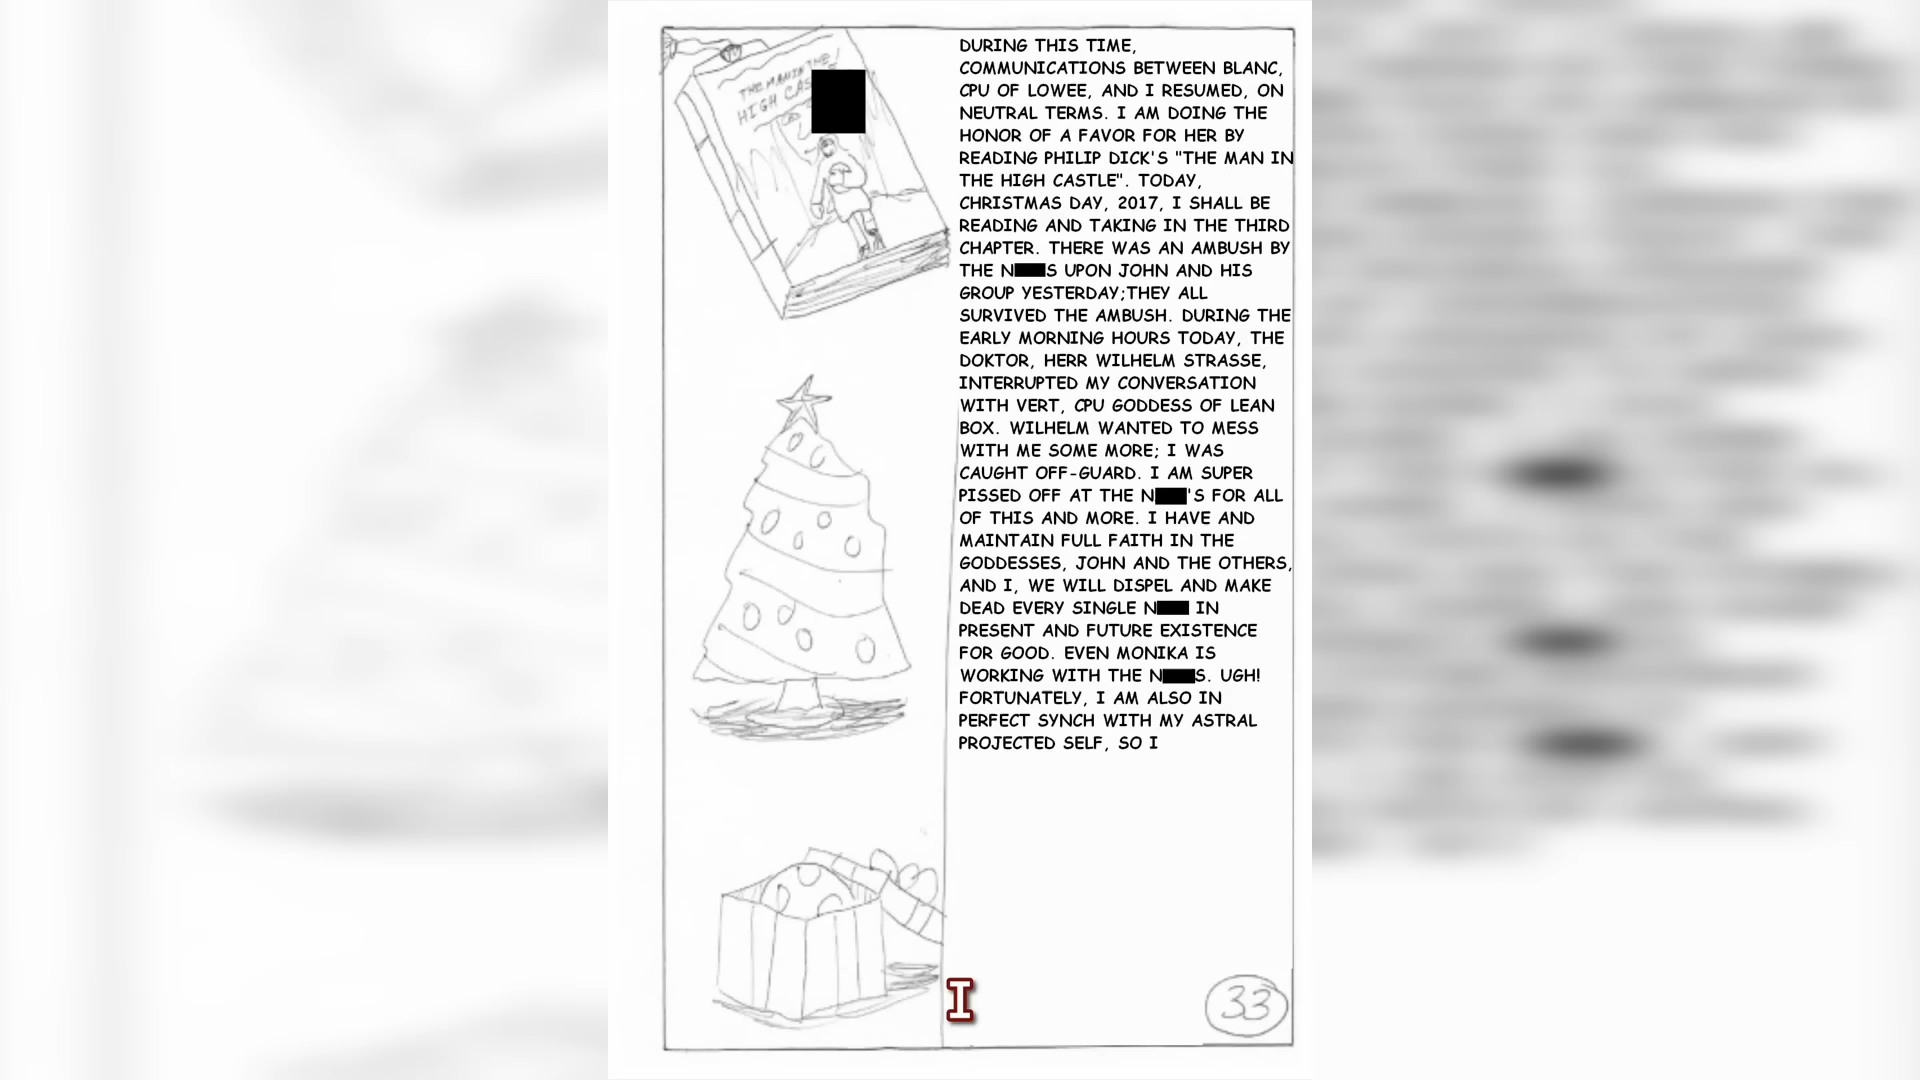 THE MAN IN THE
HIGH CAS
DURING THIS TIME,
COMMUNICATIONS BETWEEN BLANC,
CPU OF LOWEE, AND I RESUMED, ON
NEUTRAL TERMS. I AM DOING THE
HONOR OF A FAVOR FOR HER BY
READING PHILIP DICK'S "THE MAN IN
THE HIGH CASTLE". TODAY,
CHRISTMAS DAY, 2017, I SHALL BE
READING AND TAKING IN THE THIRD
CHAPTER. THERE WAS AN AMBUSH BY
THE N S UPON JOHN AND HIS
GROUP YESTERDAY;THEY ALL
SURVIVED THE AMBUSH. DURING THE
EARLY MORNING HOURS TODAY, THE
DOKTOR, HERR WILHELM STRASSE,
INTERRUPTED MY CONVERSATION
WITH VERT, CPU GODDESS OF LEAN
BOX. WILHELM WANTED TO MESS
WITH ME SOME MORE; I WAS
CAUGHT OFF-GUARD. I AM SUPER
PISSED OFF AT THE N 'S FOR ALL
OF THIS AND MORE. I HAVE AND
MAINTAIN FULL FAITH IN THE
GODDESSES, JOHN AND THE OTHERS,
AND I, WE WILL DISPEL AND MAKE
DEAD EVERY SINGLE N IN
PRESENT AND FUTURE EXISTENCE
FOR GOOD. EVEN MONIKA IS
WORKING WITH THE N S. UGH!
FORTUNATELY, I AM ALSO IN
PERFECT SYNCH WITH MY ASTRAL
PROJECTED SELF, SO I
I
33